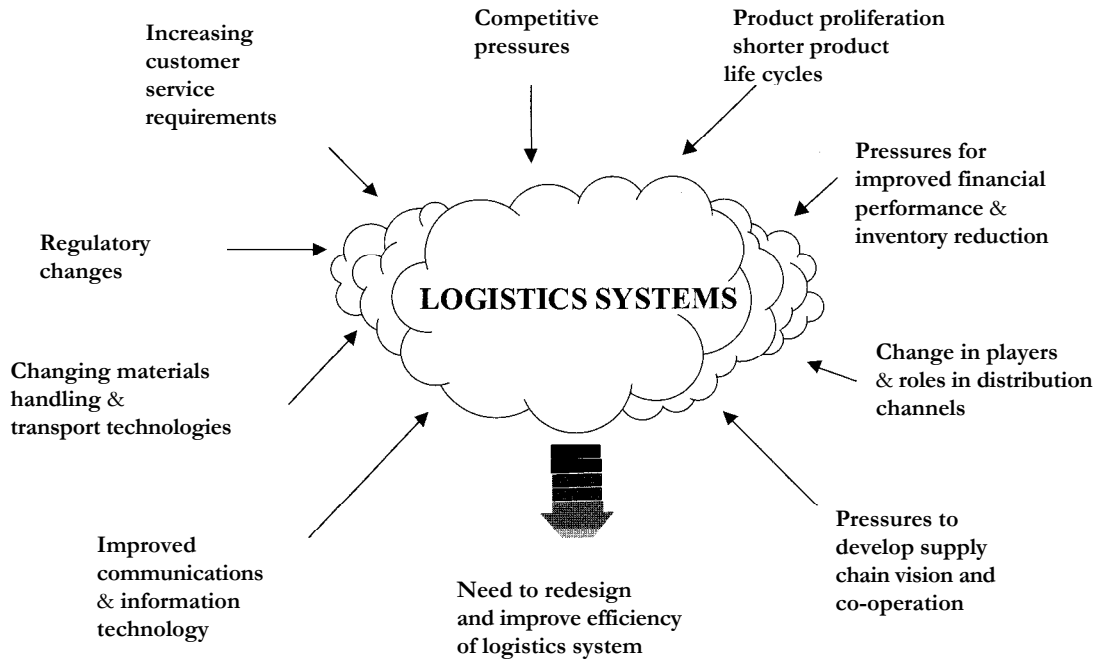 Increasing
customer
service
requirements
Competitive
pressures
Product proliferation
shorter product
life cycles
Pressures for
improved financial
performance &
inventory reduction
Regulatory
changes
LOGISTICS SYSTEMS
Changing materials
handling &
transport technologies
Change in players
& roles in distribution
channels
Improved
communications
& information
technology
Need to redesign
and improve efficiency
of logistics system
Pressures to
develop supply
chain vision and
co-operation